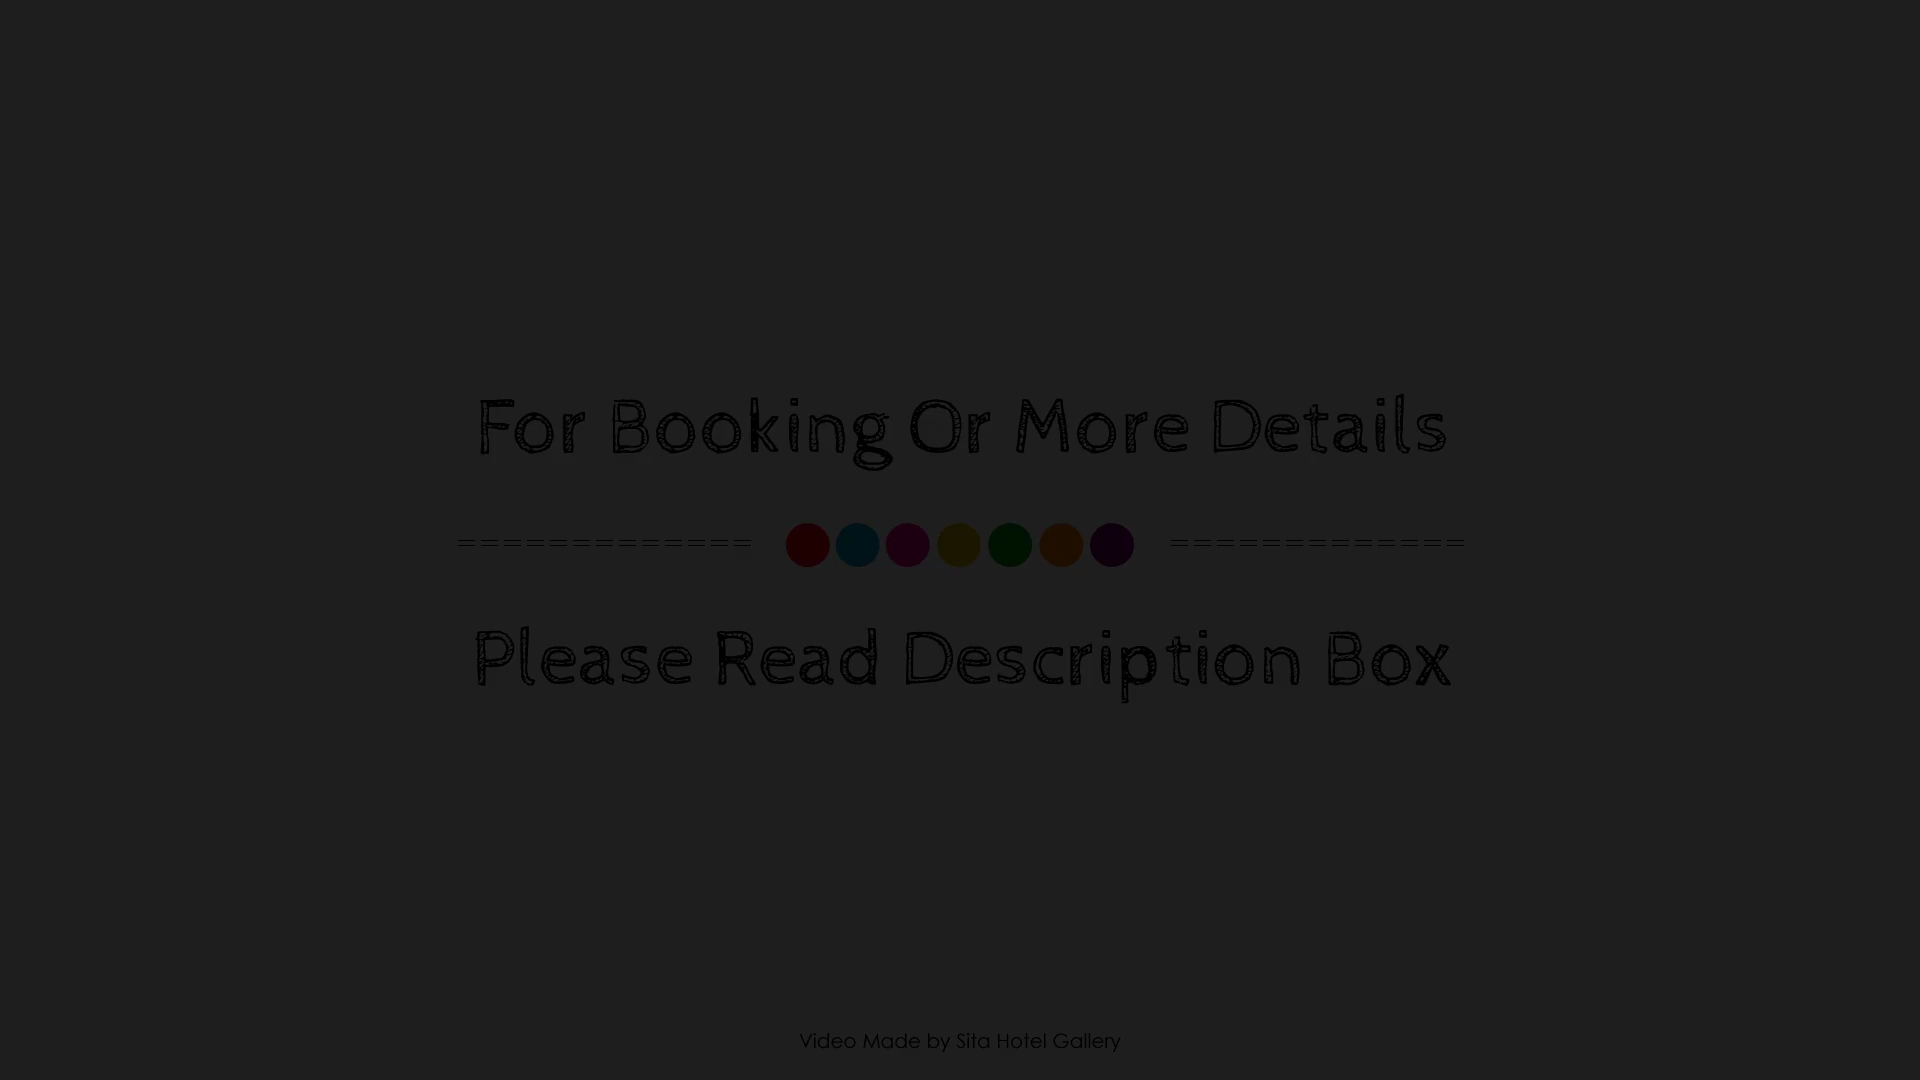 For Booking Or More Details
============= =============
Please Read Description Box
Video Made by Sita Hotel Gallery